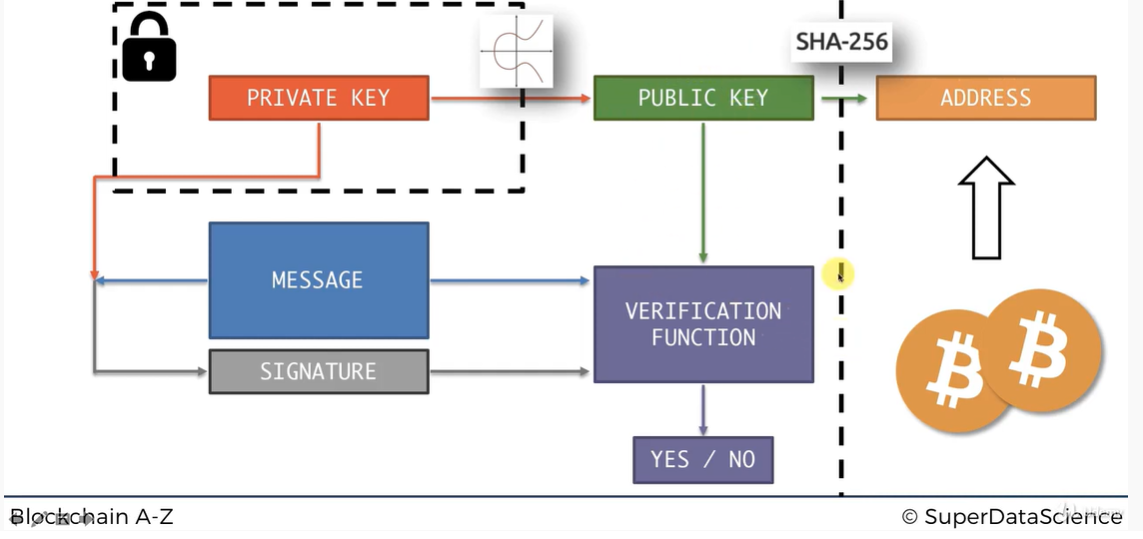 SHA-256
PRIVATE KEY
PUBLIC KEY
ADDRESS
MESSAGE
VERIFICATION
FUNCTION
SIGNATURE
YES / NO
Blockchain A-Z
© SuperDataScience